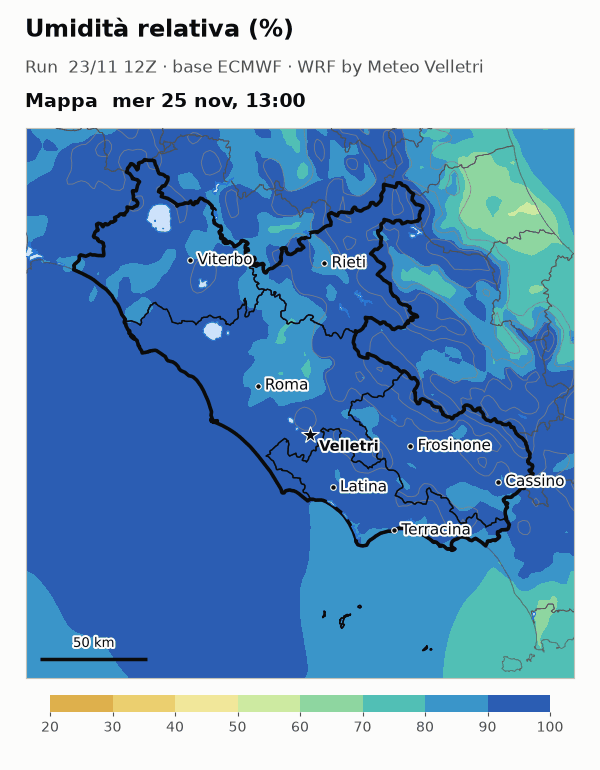 Umidità relativa (%)
Run  23/11 12Z · base ECMWF · WRF by Meteo Velletri
Mappa  mer 25 nov, 13:00
Viterbo
Rieti
Roma
Velletri
Frosinone
Latina
Cassino
Terracina
50 km
20 30 40 50 60 70 80 90 100